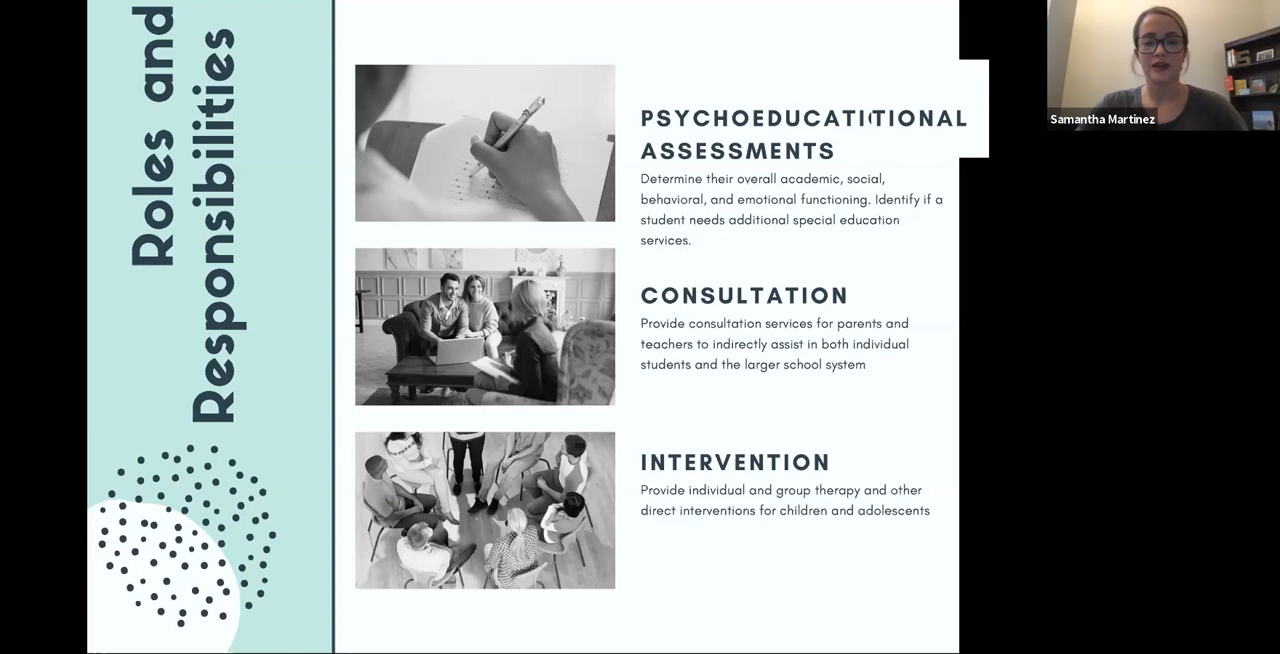 Roles and
Responsibilities
PSYCHOEDUCATITIONAL
ASSESSMENTS
Determine their overall academic, social,
behavioral, and emotional functioning. Identify if a
student needs additional special education
services.
CONSULTATION
Provide consultation services for parents and
teachers to indirectly assist in both individual
students and the larger school system
INTERVENTION
Provide individual and group therapy and other
direct interventions for children and adolescents
Samantha Martinez